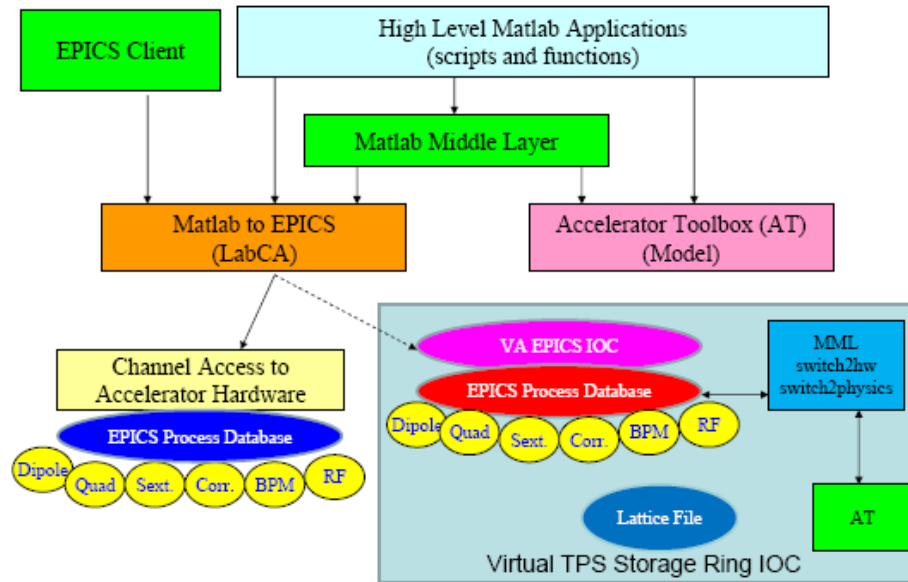 EPICS Client
High Level Matlab Applications
(scripts and functions)
Matlab Middle Layer
Matlab to EPICS
(LabCA)
Accelerator Toolbox (AT)
(Model)
Channel Access to
Accelerator Hardware
EPICS Process Database
Dipole
Quad
Sext.
Corr.
BPM
RF
VA EPICS IOC
EPICS Process Database
Dipole
Quad
Sext.
Corr.
BPM
RF
MML
switch2hw
switch2physics
Lattice File
AT
Virtual TPS Storage Ring IOC